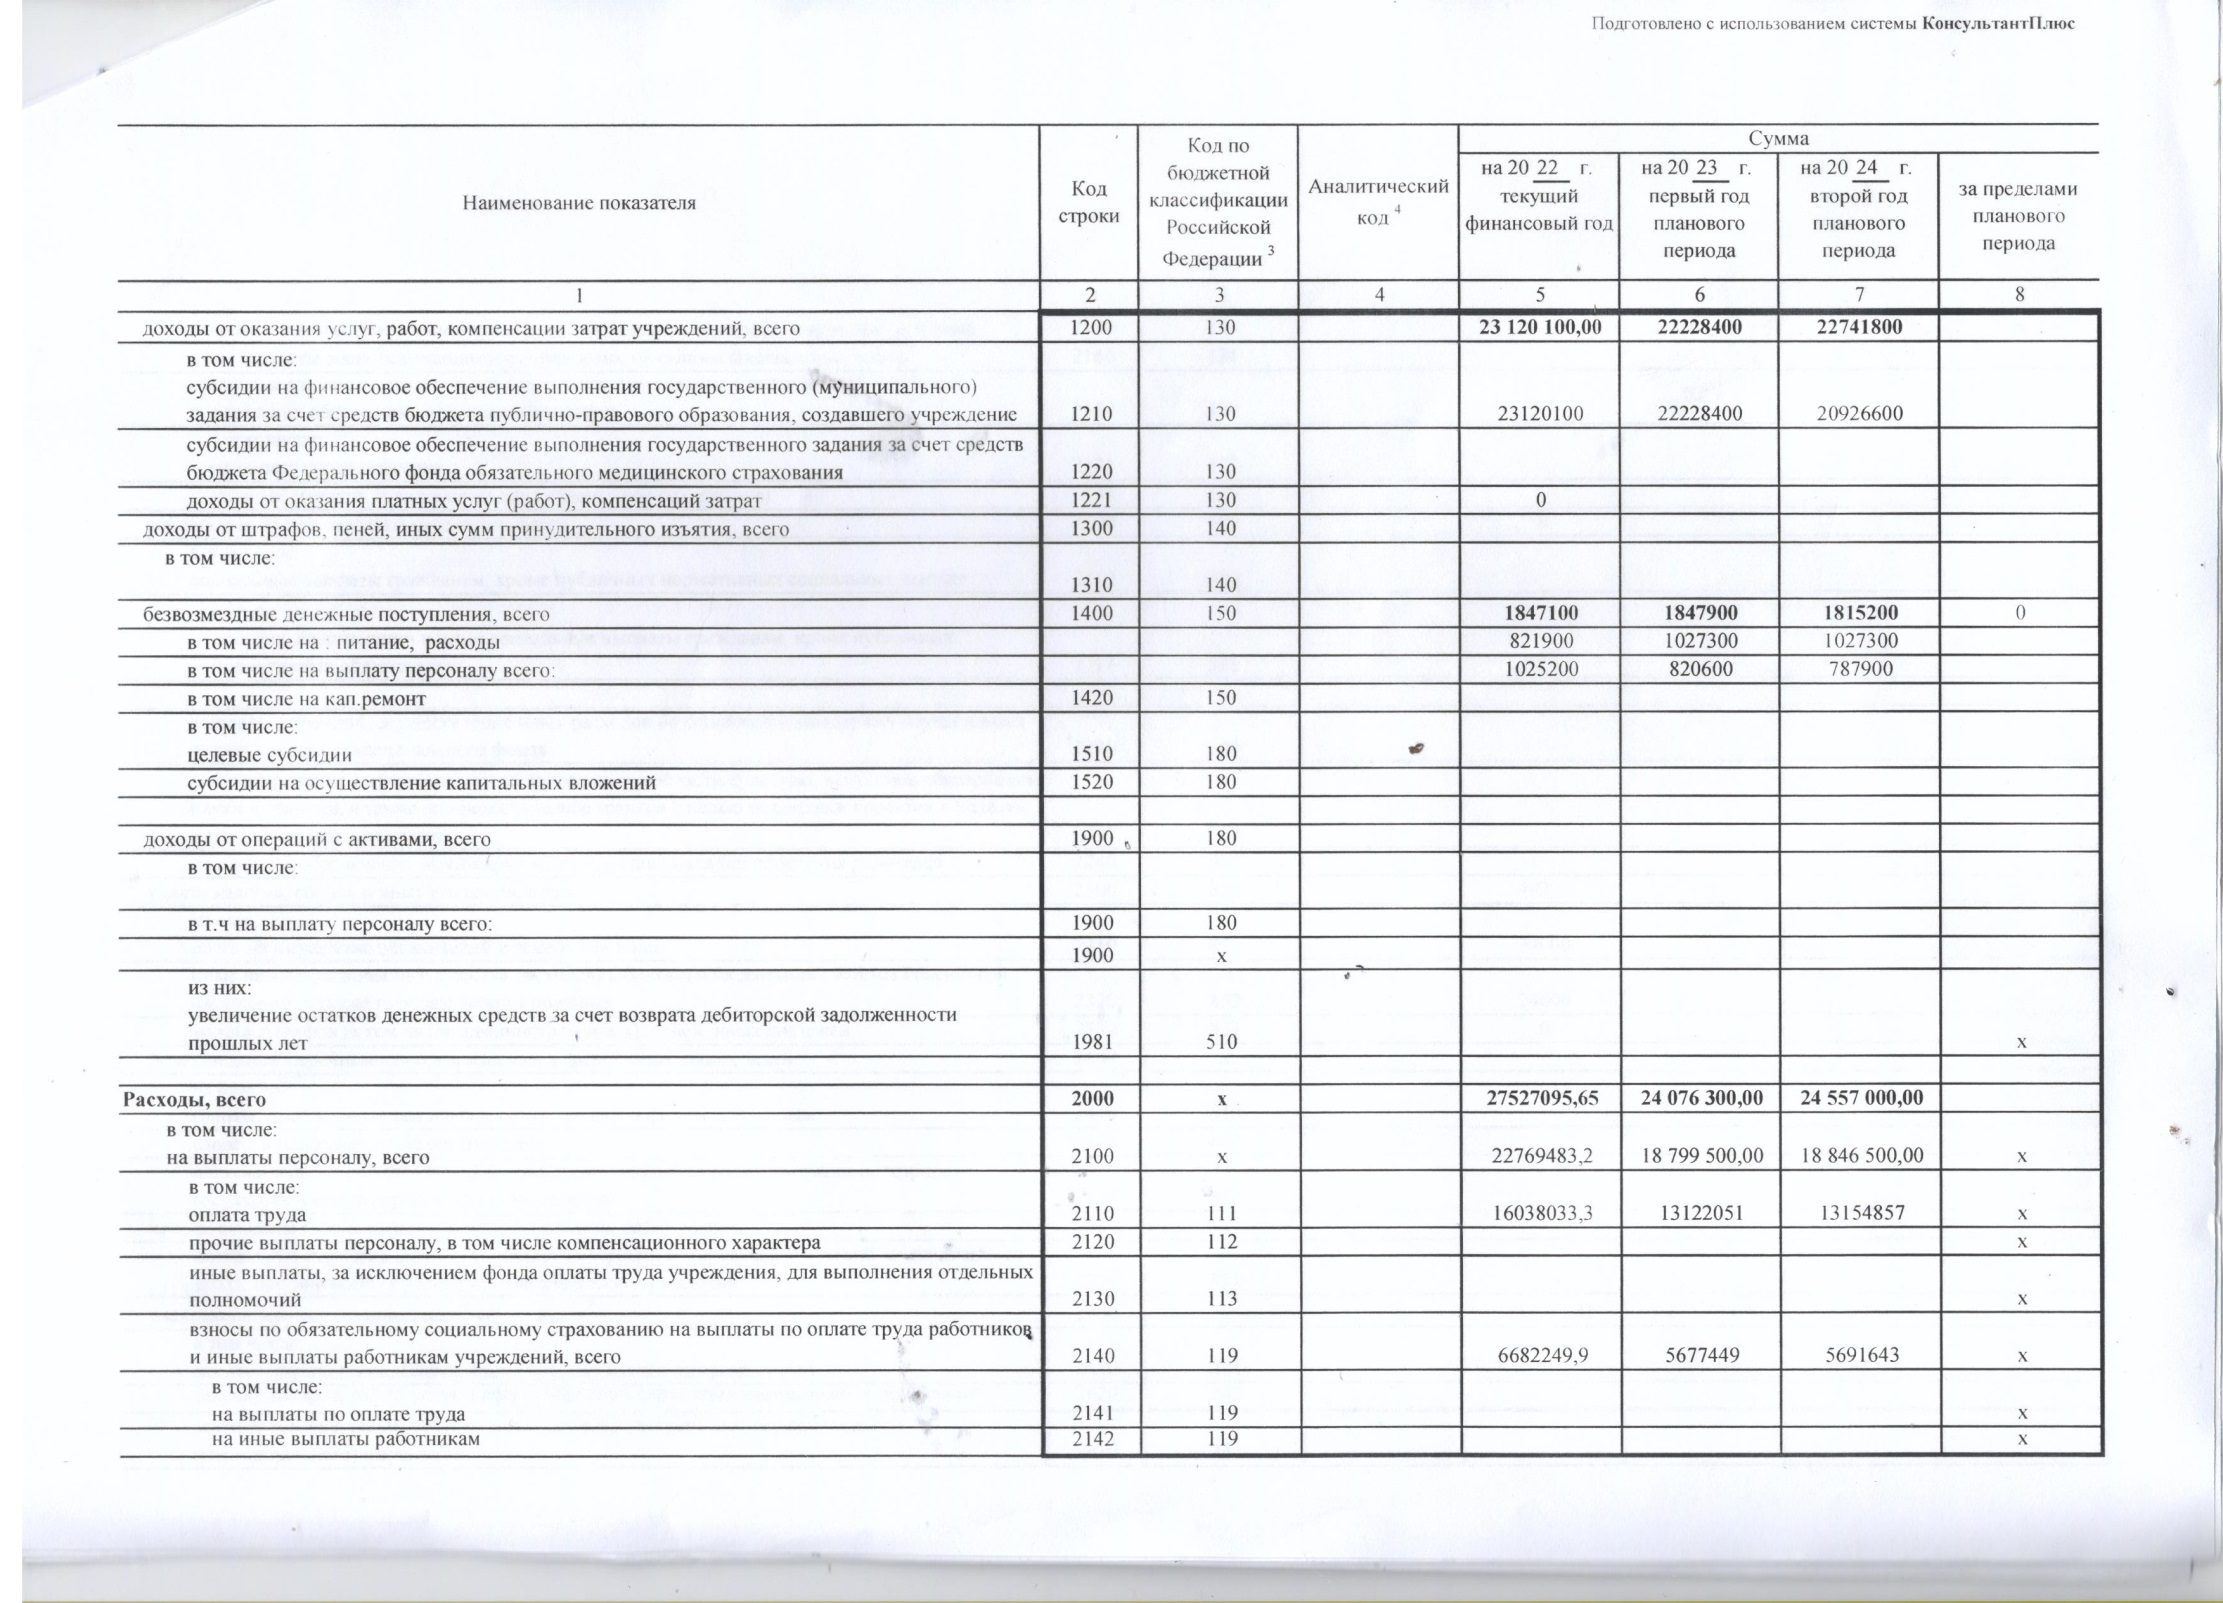 Подготовлено с использованием системы КонсультантПлюс
Наименование показателя
Код строки
Код по бюджетной классификации Российской Федерации 3
Аналитический код 4
Сумма
на 20 22 г. текущий финансовый год
на 20 23 г. первый год планового периода
на 20 24 г. второй год планового периода
за пределами планового периода
1 2 3 4 5 6 7 8
доходы от оказания услуг, работ, компенсации затрат учреждений, всего 1200 130 23 120 100,00 22228400 22741800
в том числе:
субсидии на финансовое обеспечение выполнения государственного (муниципального)
задания за счет средств бюджета публично-правового образования, создавшего учреждение 1210 130 23120100 22228400 20926600
субсидии на финансовое обеспечение выполнения государственного задания за счет средств
бюджета Федерального фонда обязательного медицинского страхования 1220 130
доходы от оказания платных услуг (работ), компенсаций затрат 1221 130 0
доходы от штрафов, пеней, иных сумм принудительного изъятия, всего 1300 140
в том числе:
1310 140
безвозмездные денежные поступления, всего 1400 150 1847100 1847900 1815200 0
в том числе на : питание, расходы 821900 1027300 1027300
в том числе на выплату персоналу всего: 1025200 820600 787900
в том числе на кап.ремонт 1420 150
в том числе:
целевые субсидии 1510 180
субсидии на осуществление капитальных вложений 1520 180
доходы от операций с активами, всего 1900 180
в том числе:
в т.ч на выплату персоналу всего: 1900 180
1900 х
из них:
увеличение остатков денежных средств за счет возврата дебиторской задолженности
прошлых лет 1981 510 х
Расходы, всего 2000 х 27527095,65 24 076 300,00 24 557 000,00
в том числе:
на выплаты персоналу, всего 2100 х 22769483,2 18 799 500,00 18 846 500,00 х
в том числе:
оплата труда 2110 111 16038033,3 13122051 13154857 х
прочие выплаты персоналу, в том числе компенсационного характера 2120 112 х
иные выплаты, за исключением фонда оплаты труда учреждения, для выполнения отдельных
полномочий 2130 113 х
взносы по обязательному социальному страхованию на выплаты по оплате труда работников
и иные выплаты работникам учреждений, всего 2140 119 6682249,9 5677449 5691643 х
в том числе:
на выплаты по оплате труда 2141 119 х
на иные выплаты работникам 2142 119 х